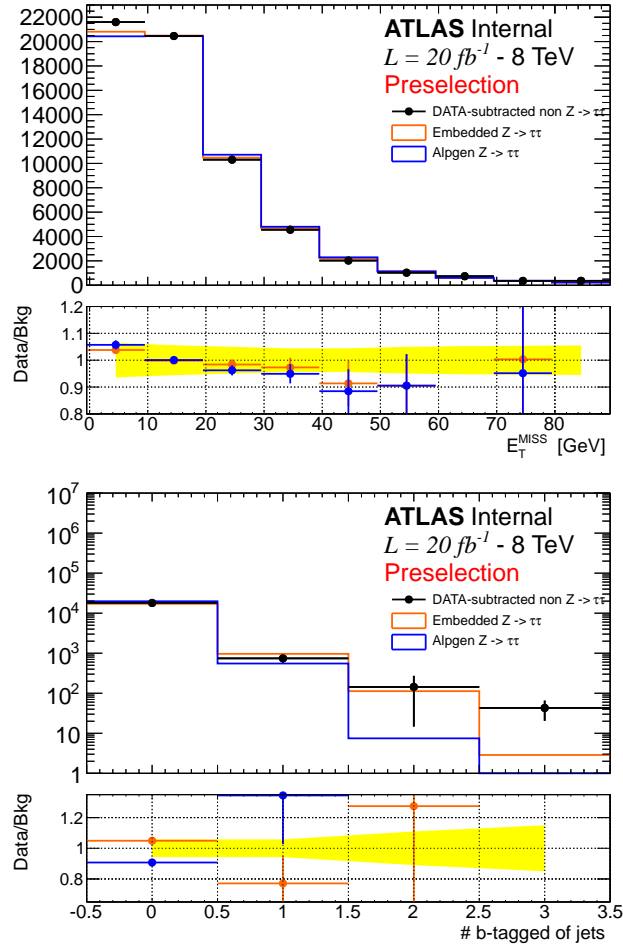 22000
20000
18000
16000
14000
12000
10000
8000
6000
4000
2000
0
ATLAS Internal
L = 20 fb⁻¹ - 8 TeV
Preselection
DATA-subtracted non Z -> ττ
Embedded Z -> ττ
Alpgen Z -> ττ
Data/Bkg
1.2
1.1
1.0
0.9
0.8
0 10 20 30 40 50 60 70 80
E_T^MISS [GeV]
10⁷
10⁶
10⁵
10⁴
10³
10²
10
1
ATLAS Internal
L = 20 fb⁻¹ - 8 TeV
Preselection
DATA-subtracted non Z -> ττ
Embedded Z -> ττ
Alpgen Z -> ττ
Data/Bkg
1.2
1
0.8
-0.5 0 0.5 1 1.5 2 2.5 3 3.5
# b-tagged of jets